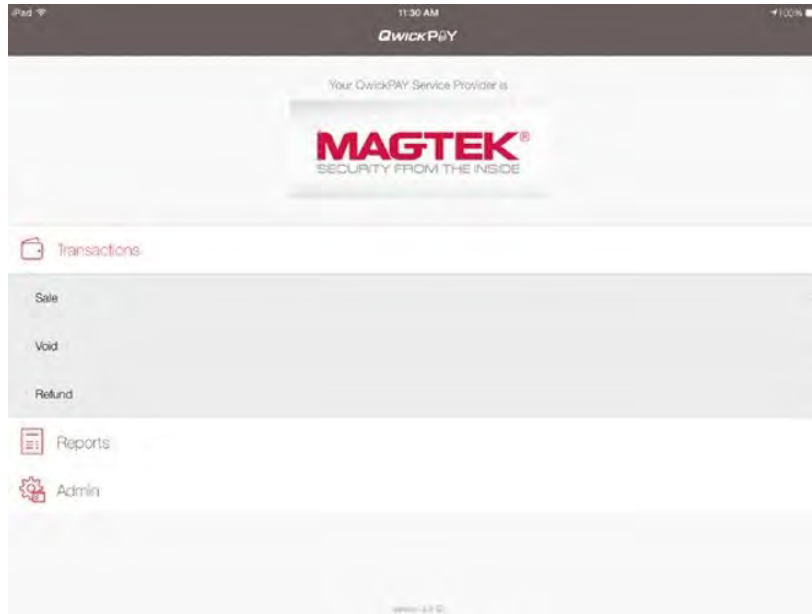 iPad 11:30 AM 100%
QwickPAY
Your QwickPAY Service Provider is
MAGTEK®
SECURITY FROM THE INSIDE
Transactions
Sale
Void
Refund
Reports
Admin